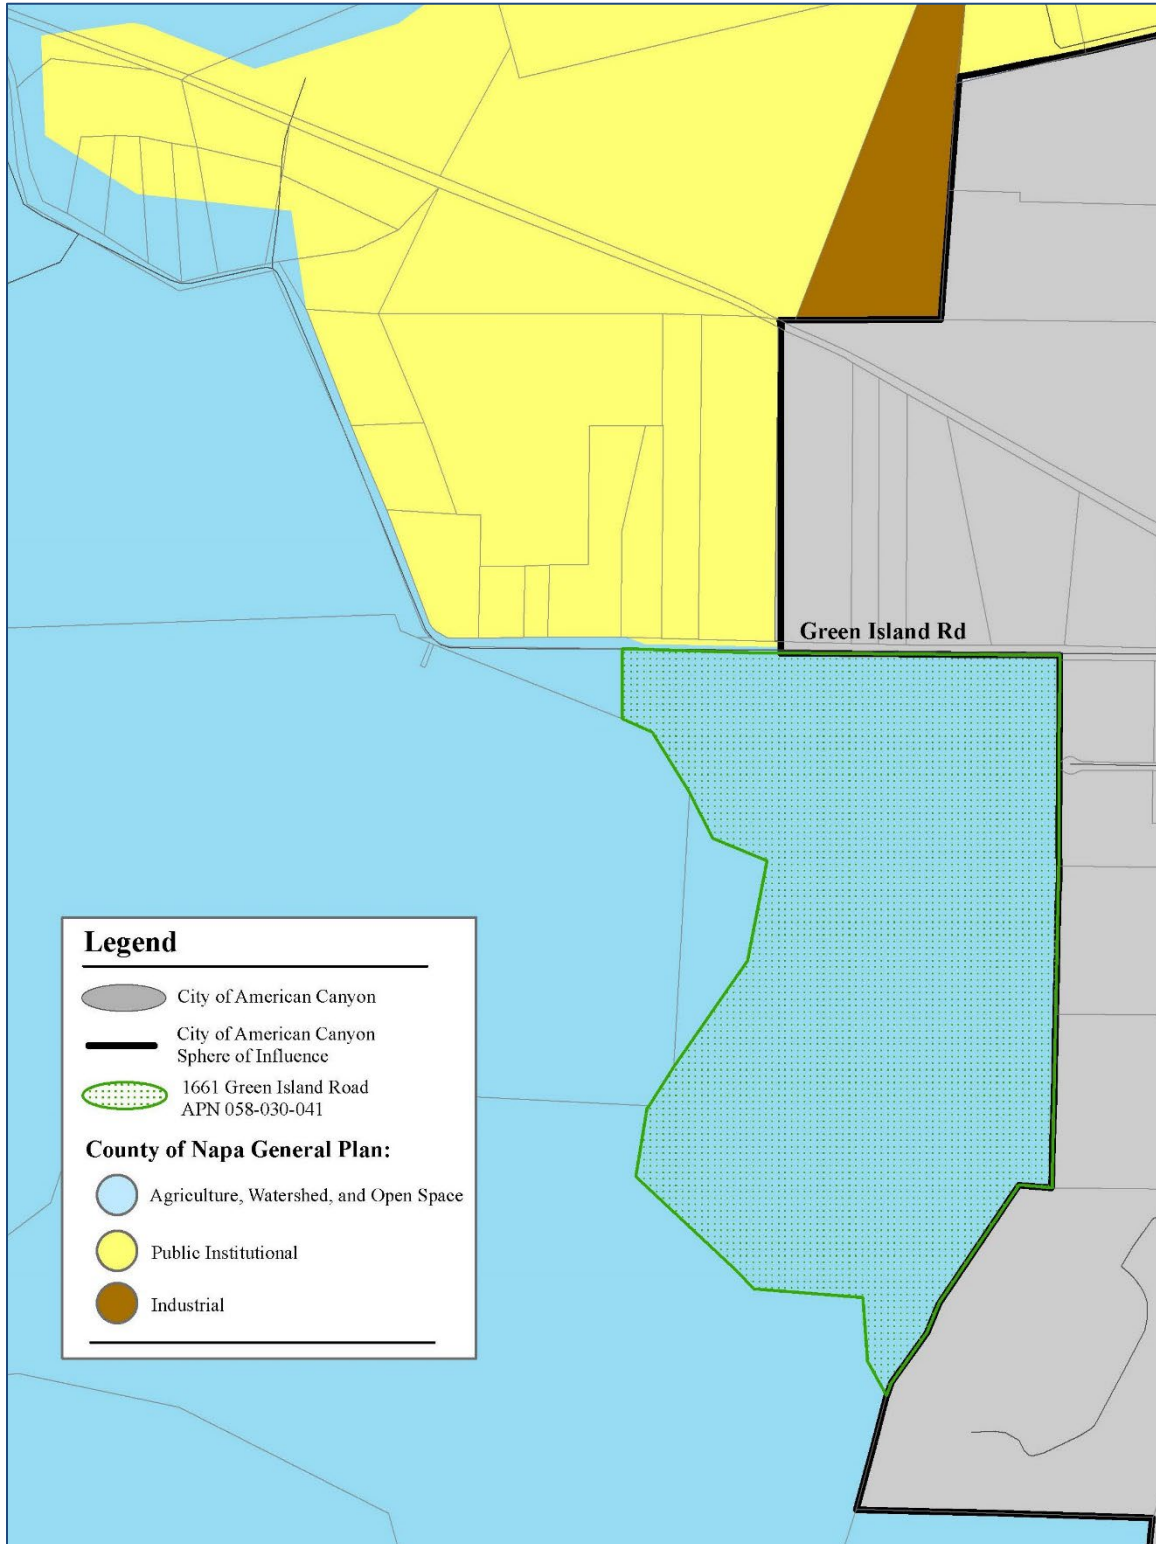 Green Island Rd
Legend
City of American Canyon
City of American Canyon
Sphere of Influence
1661 Green Island Road
APN 058-030-041
County of Napa General Plan:
Agriculture, Watershed, and Open Space
Public Institutional
Industrial